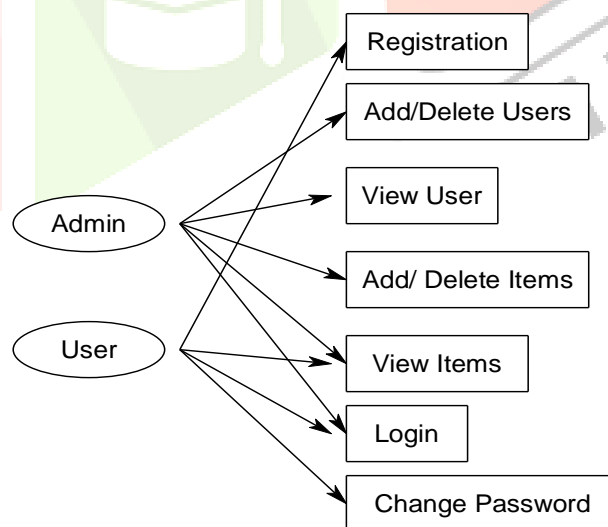 Registration
Add/Delete Users
View User
Admin
Add/ Delete Items
User
View Items
Login
Change Password